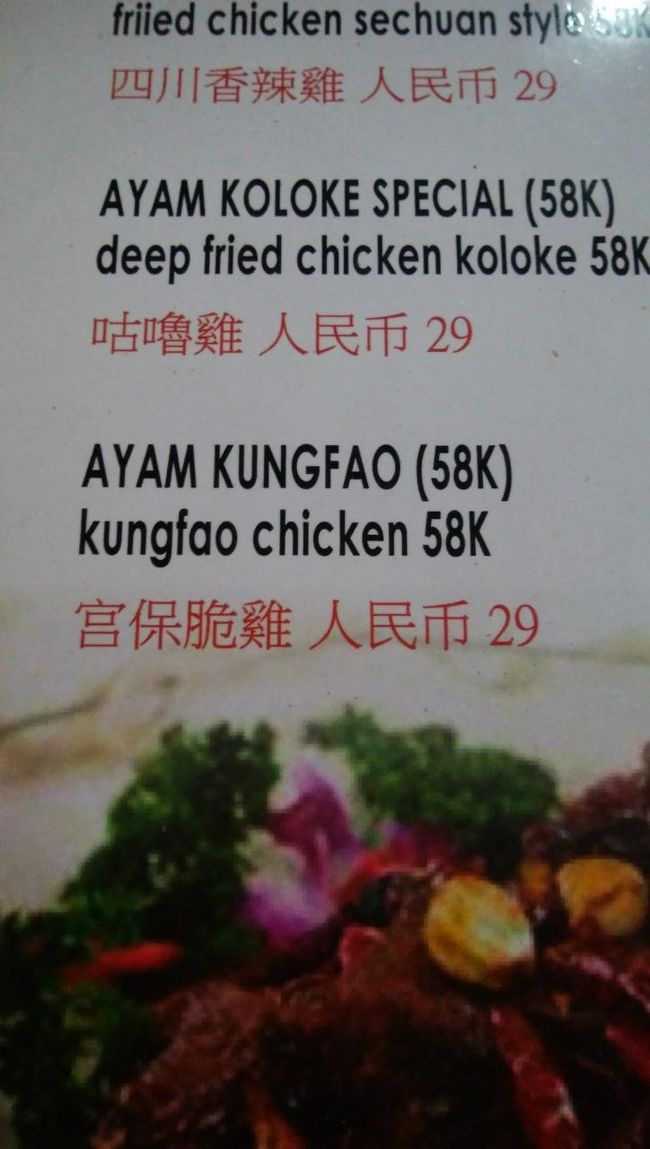 friied chicken sechuan style 58K
四川香辣雞 人民币 29
AYAM KOLOKE SPECIAL (58K)
deep fried chicken koloke 58K
咕嚕雞 人民币 29
AYAM KUNGFAO (58K)
kungfao chicken 58K
宫保脆雞 人民币 29